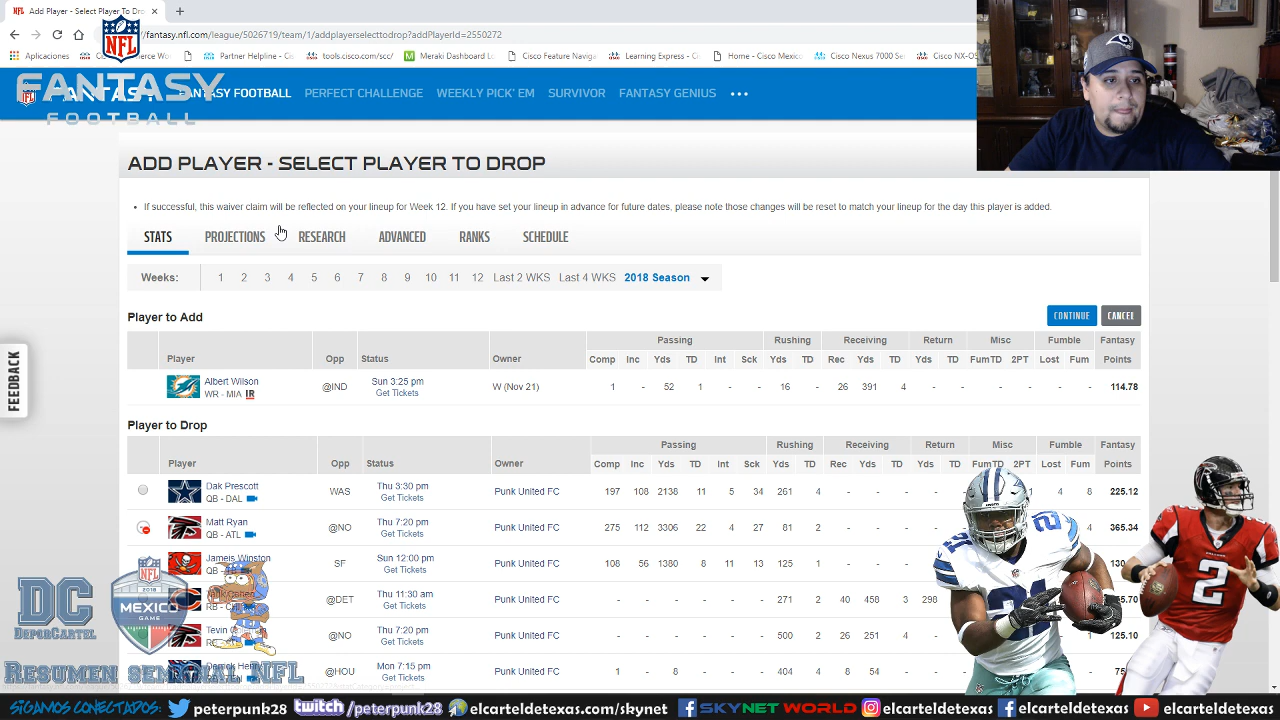 Add Player - Select Player To Drop
fantasy.nfl.com/league/5026719/team/1/addplayerselecttodrop?addPlayerId=2550272
Aplicaciones
Partner Helpline - Cis
tools.cisco.com/scc/
Meraki Dashboard L
Cisco Feature Naviga
Learning Express - C
Home - Cisco Mexico
Cisco Nexus 7000 Se
Cisco NX-OS
NFL
FANTASY
FOOTBALL
FANTASY FOOTBALL
PERFECT CHALLENGE
WEEKLY PICK' EM
SURVIVOR
FANTASY GENIUS
ADD PLAYER - SELECT PLAYER TO DROP
If successful, this waiver claim will be reflected on your lineup for Week 12. If you have set your lineup in advance for future dates, please note those changes will be reset to match your lineup for the day this player is added.
STATS PROJECTIONS RESEARCH ADVANCED RANKS SCHEDULE
Weeks: 1 2 3 4 5 6 7 8 9 10 11 12 Last 2 WKS Last 4 WKS 2018 Season
FEEDBACK
Player to Add
CONTINUE CANCEL
Passing Rushing Receiving Return Misc Fumble Fantasy
Player Opp Status Owner Comp Inc Yds TD Int Sck Yds TD Rec Yds TD Yds TD FumTD 2PT Lost Fum Points
Albert Wilson @IND Sun 3:25 pm W (Nov 21) 1 - 52 1 - - 16 - 26 391 4 - - - - - - 114.78
WR - MIA IR Get Tickets
Player to Drop
Passing Rushing Receiving Return Misc Fumble Fantasy
Player Opp Status Owner Comp Inc Yds TD Int Sck Yds TD Rec Yds TD Yds TD FumTD 2PT Lost Fum Points
Dak Prescott WAS Thu 3:30 pm Punk United FC 197 108 2138 11 5 34 261 4 - - - - - 1 4 8 225.12
QB - DAL Get Tickets
Matt Ryan @NO Thu 7:20 pm Punk United FC 275 112 3306 22 4 27 81 2 - - - - - 4 365.34
QB - ATL Get Tickets
Jameis Winston SF Sun 12:00 pm Punk United FC 108 56 1380 8 11 13 1 - - - - -
QB Get Tickets
@DET Thu 11:30 am Punk United FC - - - - - - 271 - 40 458 3 298 -
RB Get Tickets
Tevin @NO Thu 7:20 pm Punk United FC - - - - - - 500 2 26 251 4 - - 1 125.10
Get Tickets
Derrick @HOU Mon 7:15 pm Punk United FC 1 - 8 - - - 404 4 8 54 - - -
Get Tickets
DC
DEPORCARTEL
NFL
2018
MEXICO
GAME
RESUMEN SEMANAL NFL
21
2
SIGAMOS CONECTADOS:
peterpunk28
twitch /peterpunk28
elcarteldetexas.com/skynet
SKYNET WORLD
elcarteldetexas
elcarteldetexas